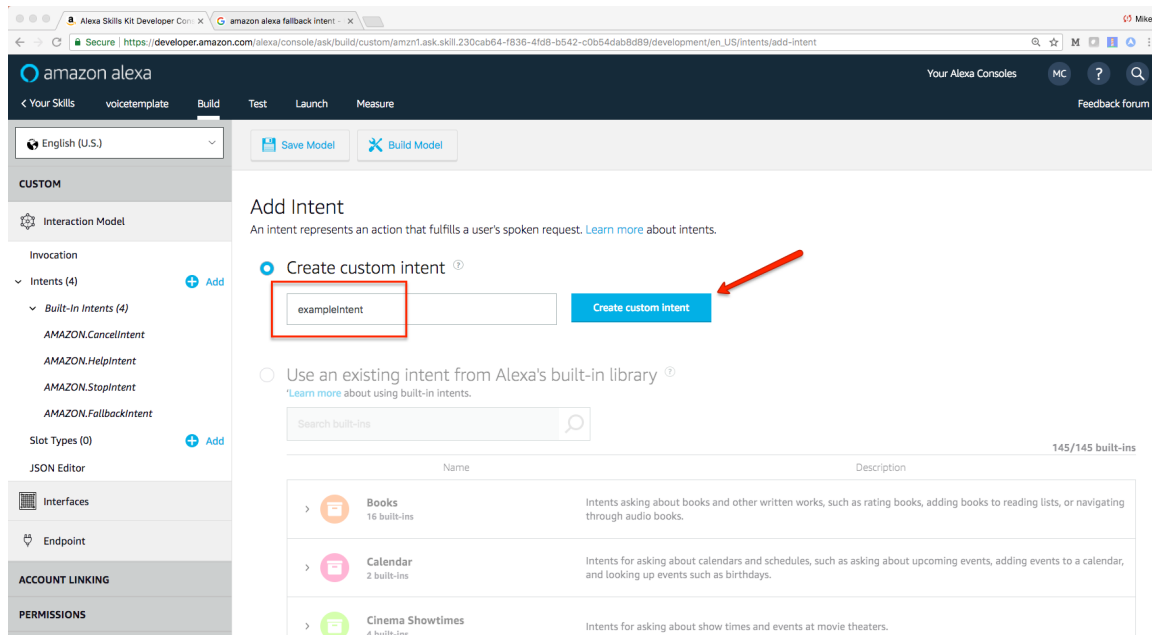 Alexa Skills Kit Developer Con
amazon alexa fallback intent -
Mike
Secure | https://developer.amazon.com/alexa/console/ask/build/custom/amzn1.ask.skill.230cab64-f836-4fd8-b542-c0b54dab8d89/development/en_US/intents/add-intent
amazon alexa
Your Alexa Consoles
MC
?
< Your Skills
voicetemplate
Build
Test
Launch
Measure
Feedback forum
English (U.S.)
Save Model
Build Model
CUSTOM
Interaction Model
Invocation
Intents (4)
Add
Built-In Intents (4)
AMAZON.CancelIntent
AMAZON.HelpIntent
AMAZON.StopIntent
AMAZON.FallbackIntent
Slot Types (0)
Add
JSON Editor
Interfaces
Endpoint
ACCOUNT LINKING
PERMISSIONS
Add Intent
An intent represents an action that fulfills a user's spoken request. Learn more about intents.
Create custom intent ?
exampleIntent
Create custom intent
Use an existing intent from Alexa's built-in library ?
'Learn more about using built-in intents.
Search built-ins
145/145 built-ins
Name
Description
Books
16 built-ins
Intents asking about books and other written works, such as rating books, adding books to reading lists, or navigating
through audio books.
Calendar
2 built-ins
Intents for asking about calendars and schedules, such as asking about upcoming events, adding events to a calendar,
and looking up events such as birthdays.
Cinema Showtimes
4 built-ins
Intents for asking about show times and events at movie theaters.